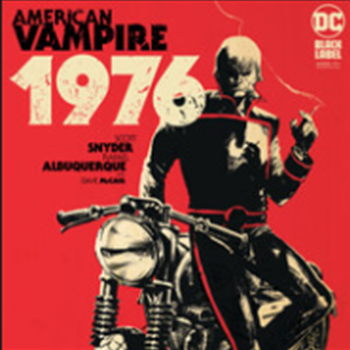 AMERICAN
VAMPIRE
1976
DC
BLACK
LABEL
SCOTT
SNYDER
RAFAEL
ALBUQUERQUE
DAVE McCAIG